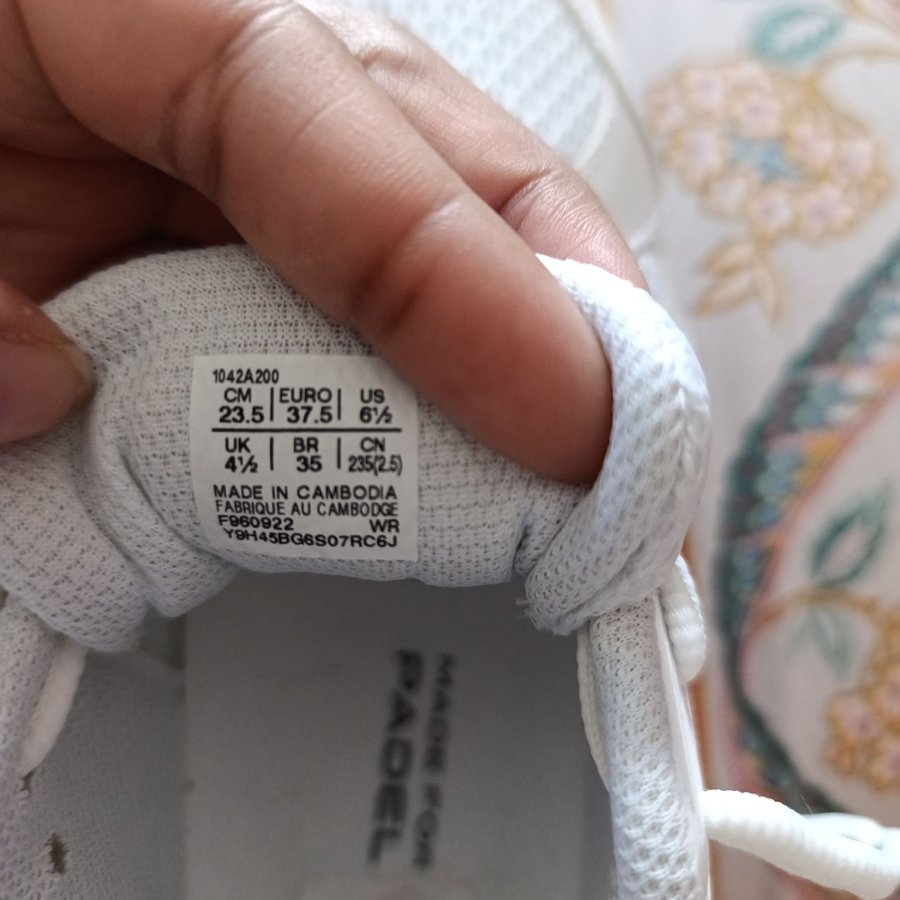 1042A200
CM | EURO | US
23.5 | 37.5 | 6½
UK | BR | CN
4½ | 35 | 235(2.5)
MADE IN CAMBODIA
FABRIQUE AU CAMBODGE
F960922 WR
Y9H45BG6S07RC6J
MADE FOR
PADEL